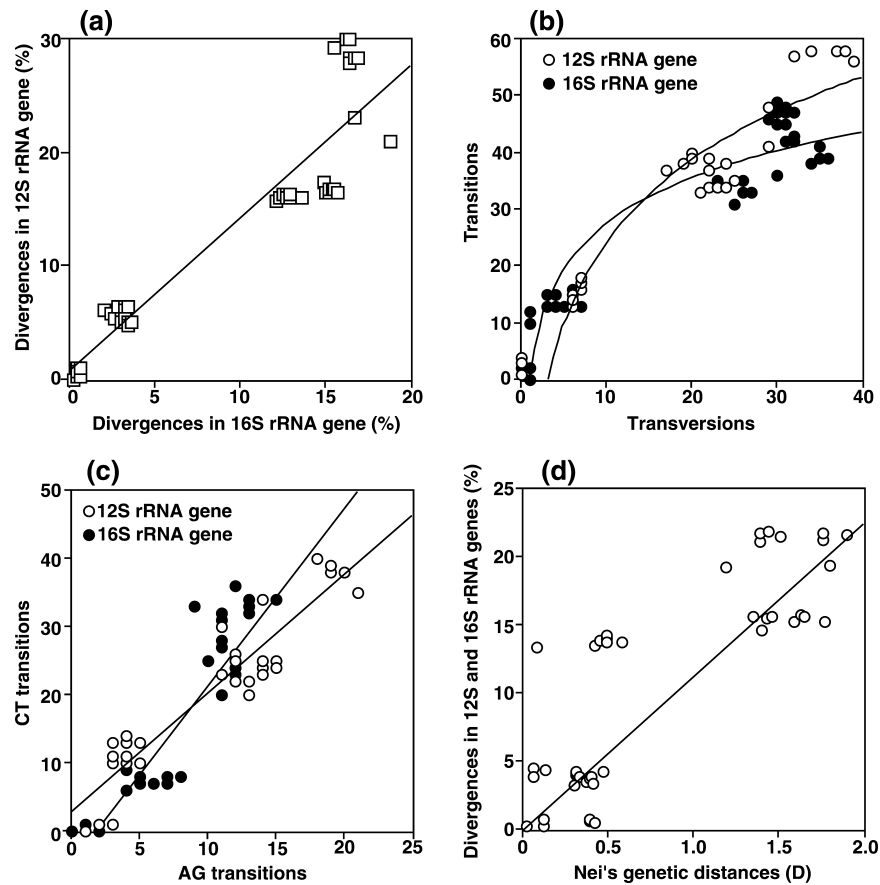 (a)
Divergences in 12S rRNA gene (%)
30
20
10
0
0 5 10 15 20
Divergences in 16S rRNA gene (%)
(b)
12S rRNA gene
16S rRNA gene
Transitions
60
50
40
30
20
10
0
0 10 20 30 40
Transversions
(c)
12S rRNA gene
16S rRNA gene
CT transitions
50
40
30
20
10
0
0 5 10 15 20 25
AG transitions
(d)
Divergences in 12S and 16S rRNA genes (%)
25
20
15
10
5
0
0 0.5 1.0 1.5 2.0
Nei's genetic distances (D)